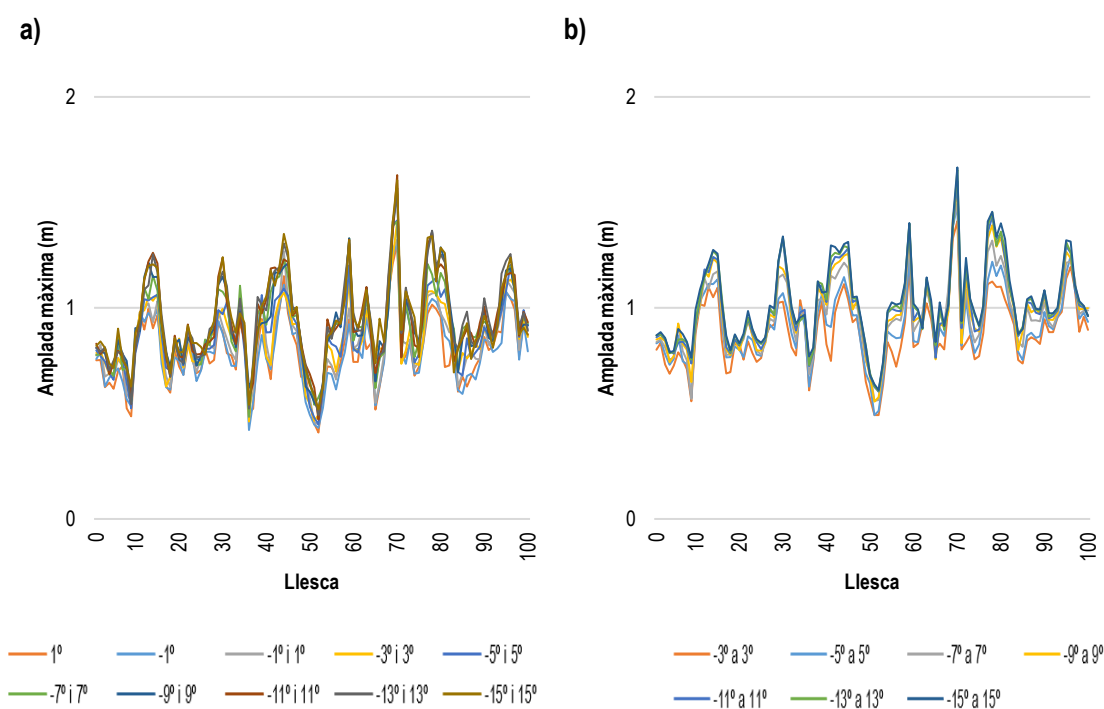 a)
2
1
0
Amplada màxima (m)
0
10
20
30
40
50
60
70
80
90
100
Llesca
1º
-1º
-1º i 1º
-3º i 3º
-5º i 5º
-7º i 7º
-9º i 9º
-11º i 11º
-13º i 13º
-15º i 15º
b)
2
1
0
Amplada màxima (m)
0
10
20
30
40
50
60
70
80
90
100
Llesca
-3º a 3º
-5º a 5º
-7º a 7º
-9º a 9º
-11º a 11º
-13º a 13º
-15º a 15º